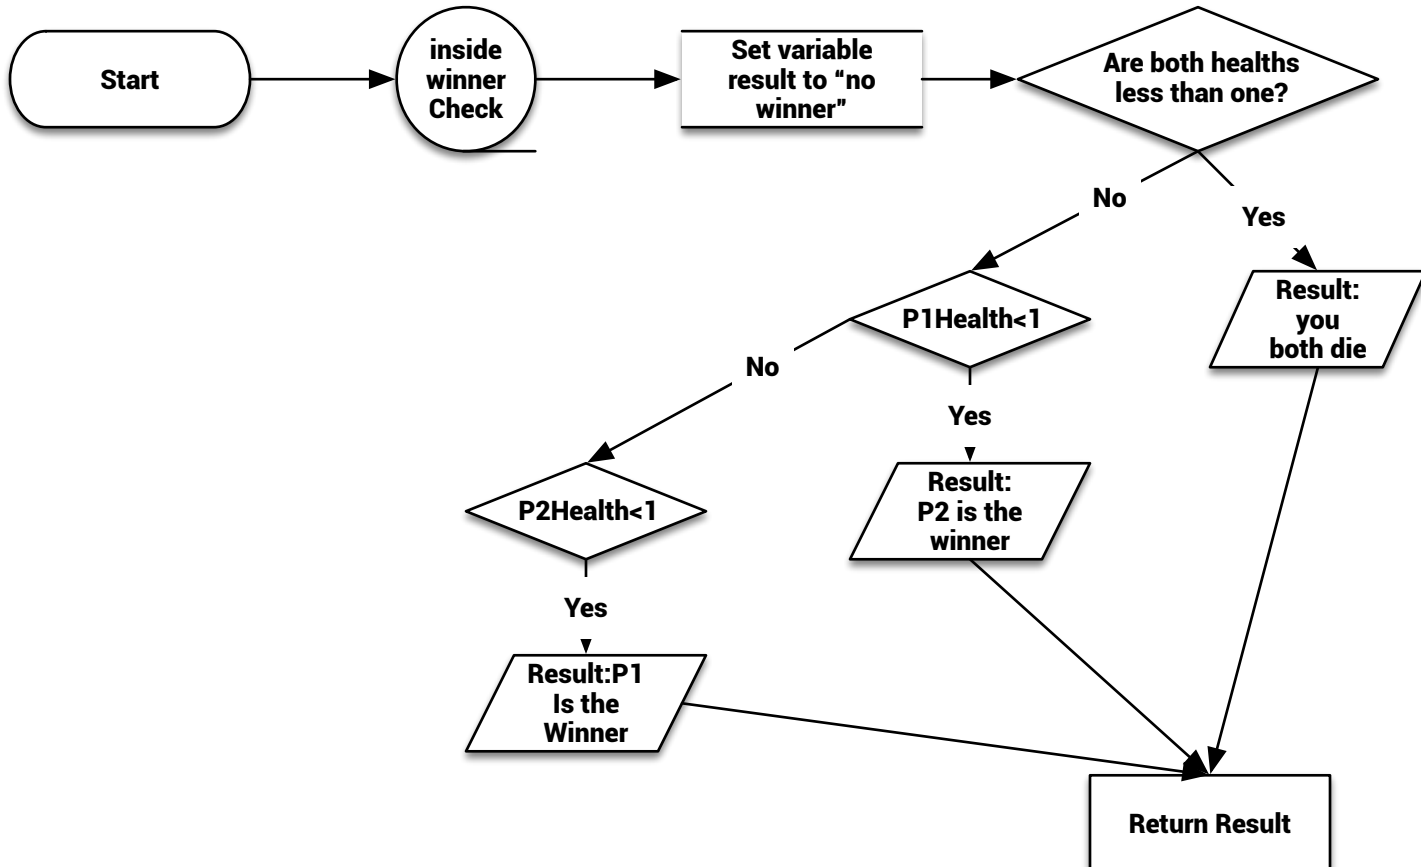 Start
inside
winner
Check
Set variable
result to “no
winner”
Are both healths
less than one?
No
Yes
P1Health<1
Result:
you
both die
No
Yes
P2Health<1
Result:
P2 is the
winner
Yes
Result:P1
Is the
Winner
Return Result